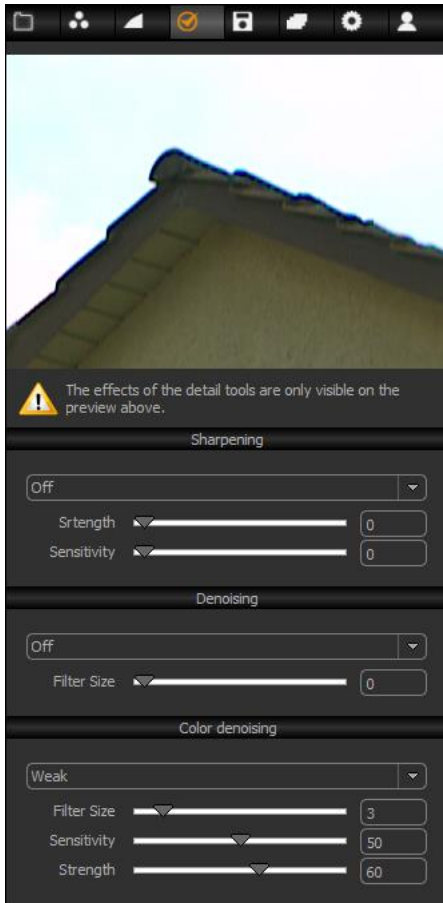 The effects of the detail tools are only visible on the
preview above.
Sharpening
Off
Srtength 0
Sensitivity 0
Denoising
Off
Filter Size 0
Color denoising
Weak
Filter Size 3
Sensitivity 50
Strength 60